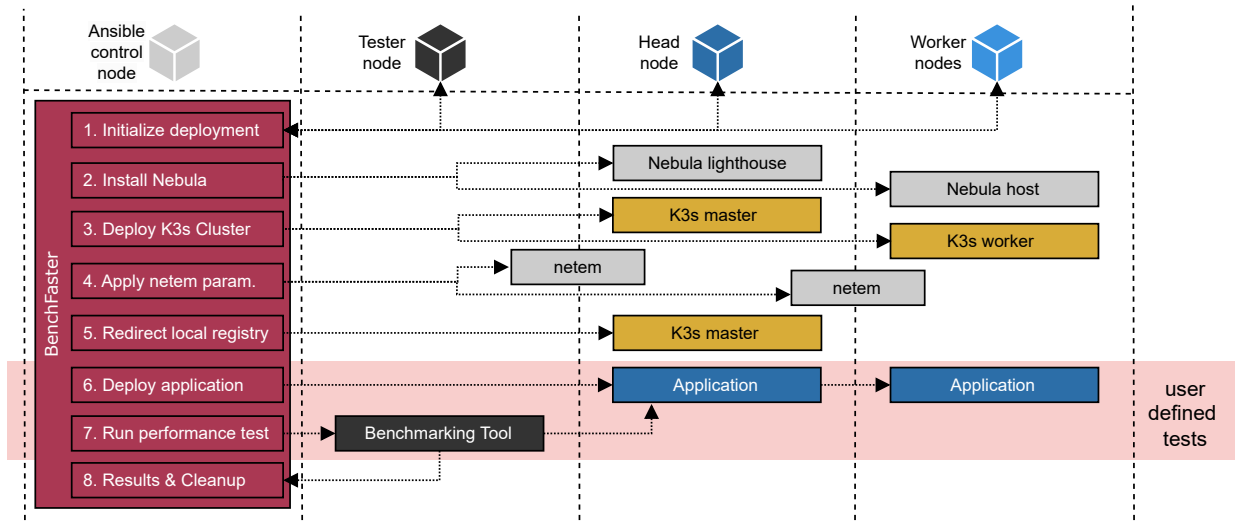 Ansible
control
node
Tester
node
Head
node
Worker
nodes
BenchFaster
1. Initialize deployment
2. Install Nebula
Nebula lighthouse
Nebula host
3. Deploy K3s Cluster
K3s master
K3s worker
4. Apply netem param.
netem
netem
5. Redirect local registry
K3s master
6. Deploy application
Application
Application
7. Run performance test
Benchmarking Tool
8. Results & Cleanup
user
defined
tests